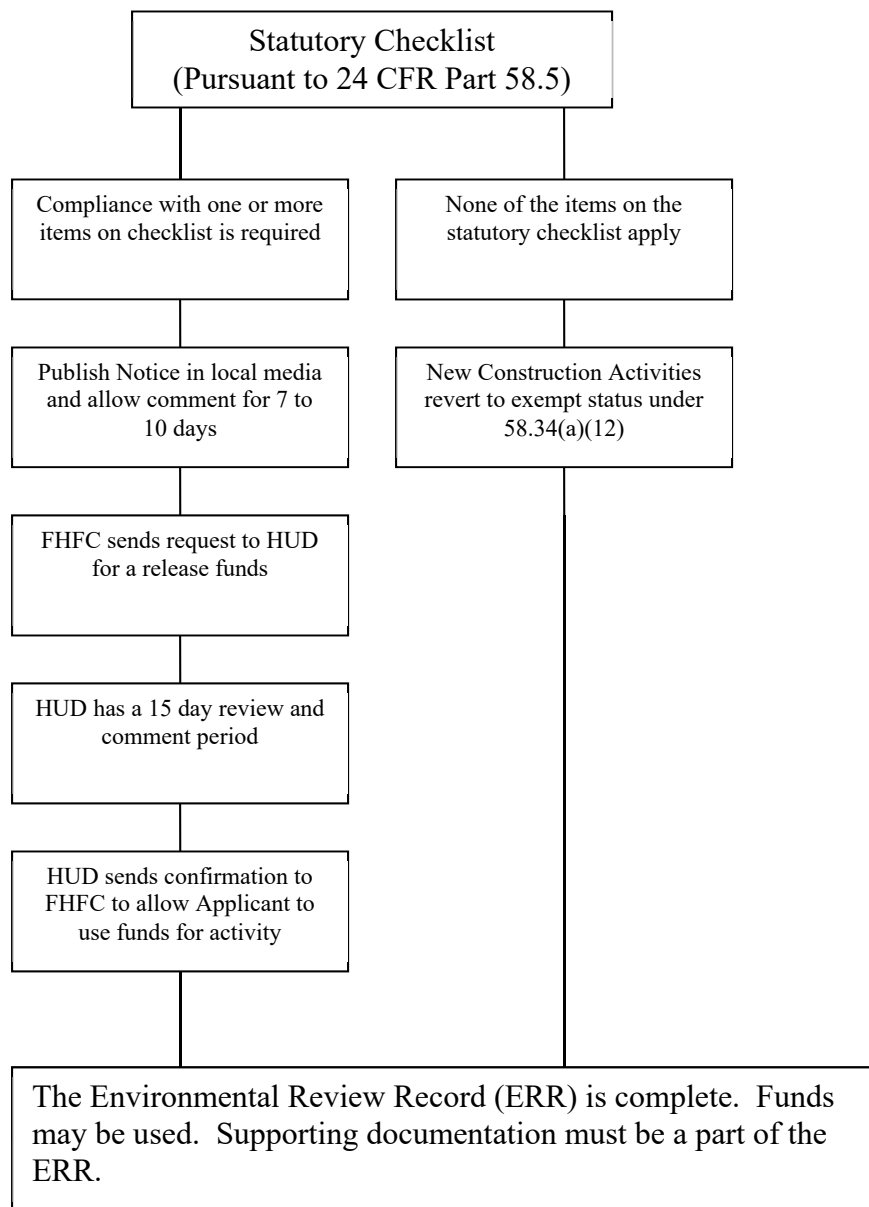 Statutory Checklist
(Pursuant to 24 CFR Part 58.5)
Compliance with one or more
items on checklist is required
None of the items on the
statutory checklist apply
Publish Notice in local media
and allow comment for 7 to
10 days
New Construction Activities
revert to exempt status under
58.34(a)(12)
FHFC sends request to HUD
for a release funds
HUD has a 15 day review and
comment period
HUD sends confirmation to
FHFC to allow Applicant to
use funds for activity
The Environmental Review Record (ERR) is complete.  Funds
may be used.  Supporting documentation must be a part of the
ERR.